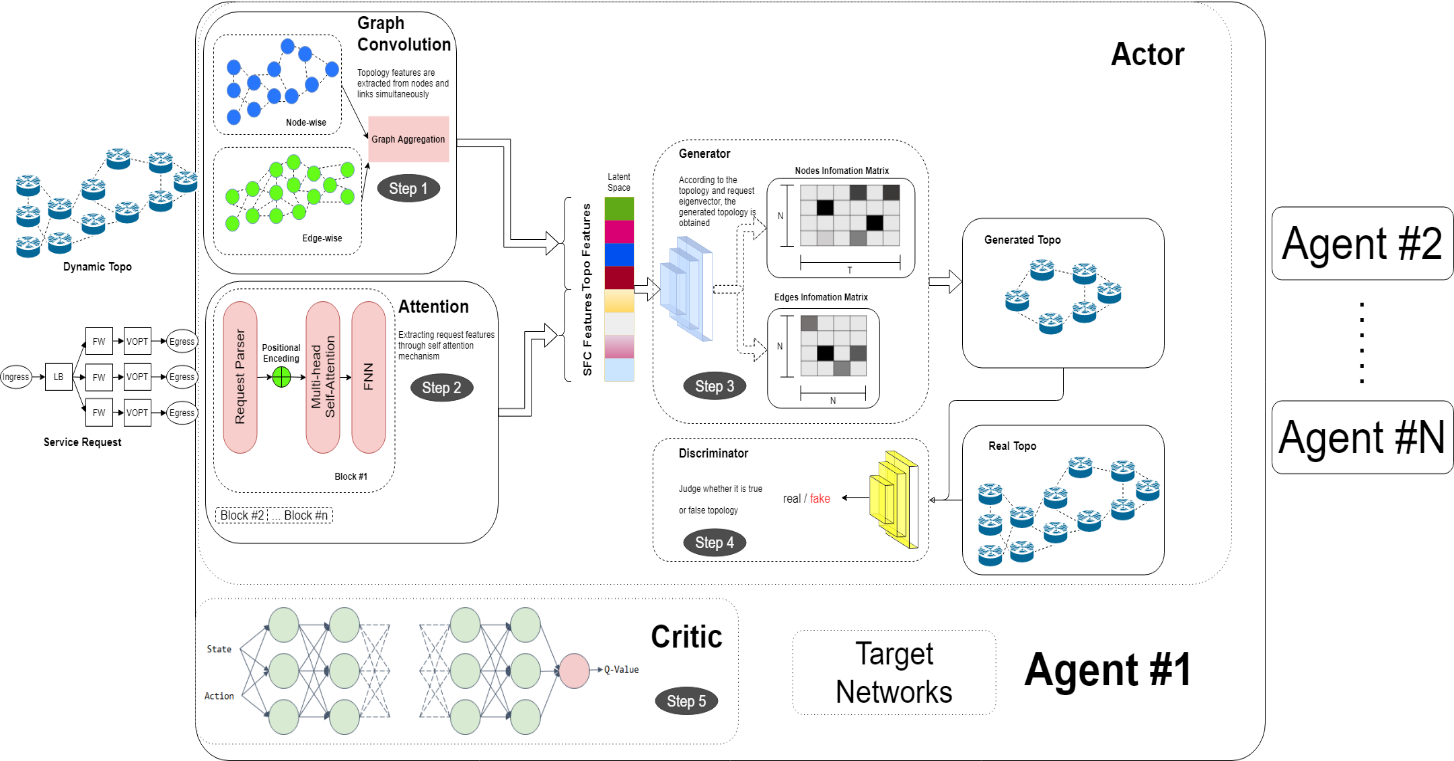 Graph
Convolution
Topology features are
extracted from nodes and
links simultaneously
Node-wise
Graph Aggregation
Edge-wise
Step 1
Dynamic Topo
Attention
Extracting request features
through self attention
mechanism
Request Parser
Positional
Encoding
Multi-head
Self-Attention
FNN
Step 2
Block #1
Block #2 ... Block #n
Ingress
LB
FW
VOPT
Egress
FW
VOPT
Egress
FW
VOPT
Egress
Service Request
Latent
Space
Topo Features
SFC Features
Actor
Generator
According to the
topology and request
eigenvector, the
generated topology is
obtained
Nodes Infomation Matrix
N
T
Edges Infomation Matrix
N
N
Step 3
Generated Topo
Discriminator
Judge whether it is true
or false topology
real / fake
Step 4
Real Topo
State
Action
Q-Value
Critic
Step 5
Target
Networks
Agent #1
Agent #2
Agent #N